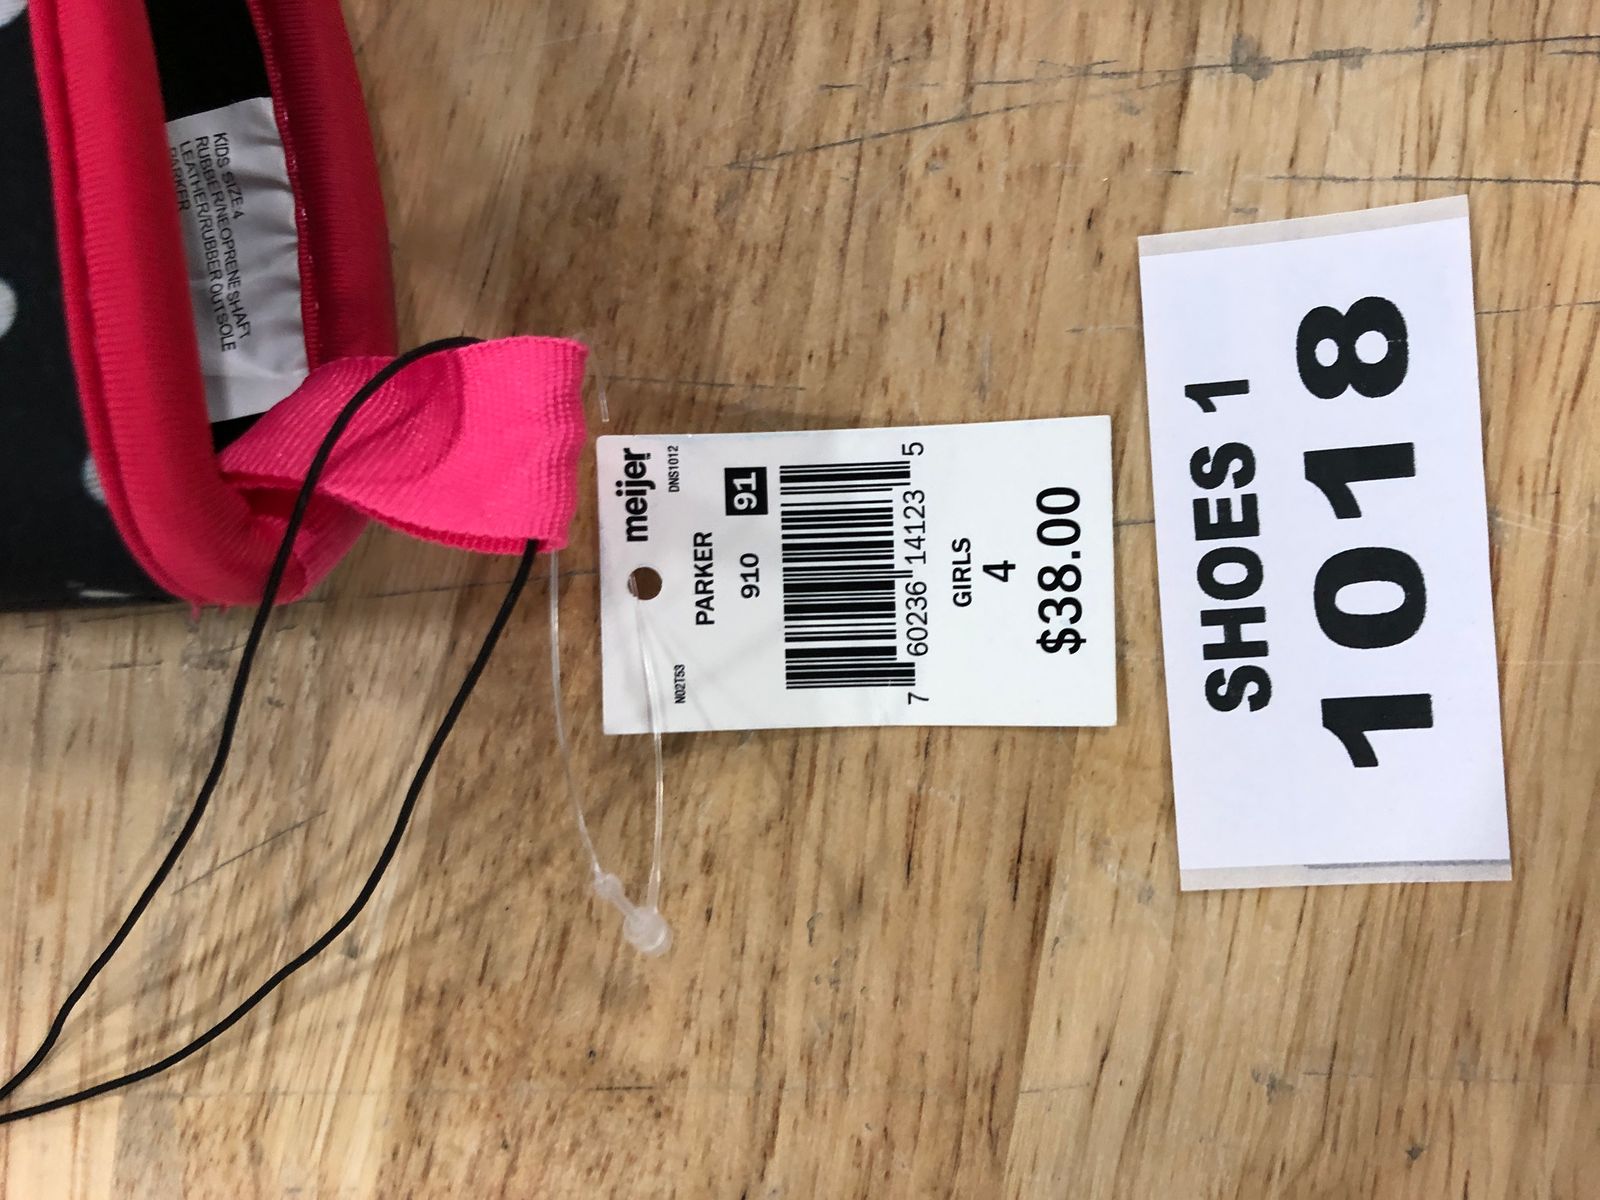 KIDS SIZE 4
RUBBER/NEOPRENE SHAFT,
LEATHER/RUBBER OUTSOLE
PARKER
meijer
N02T53 DNS1012
PARKER
910 91
7 60236 14123 5
GIRLS
4
$38.00
SHOES 1
1018